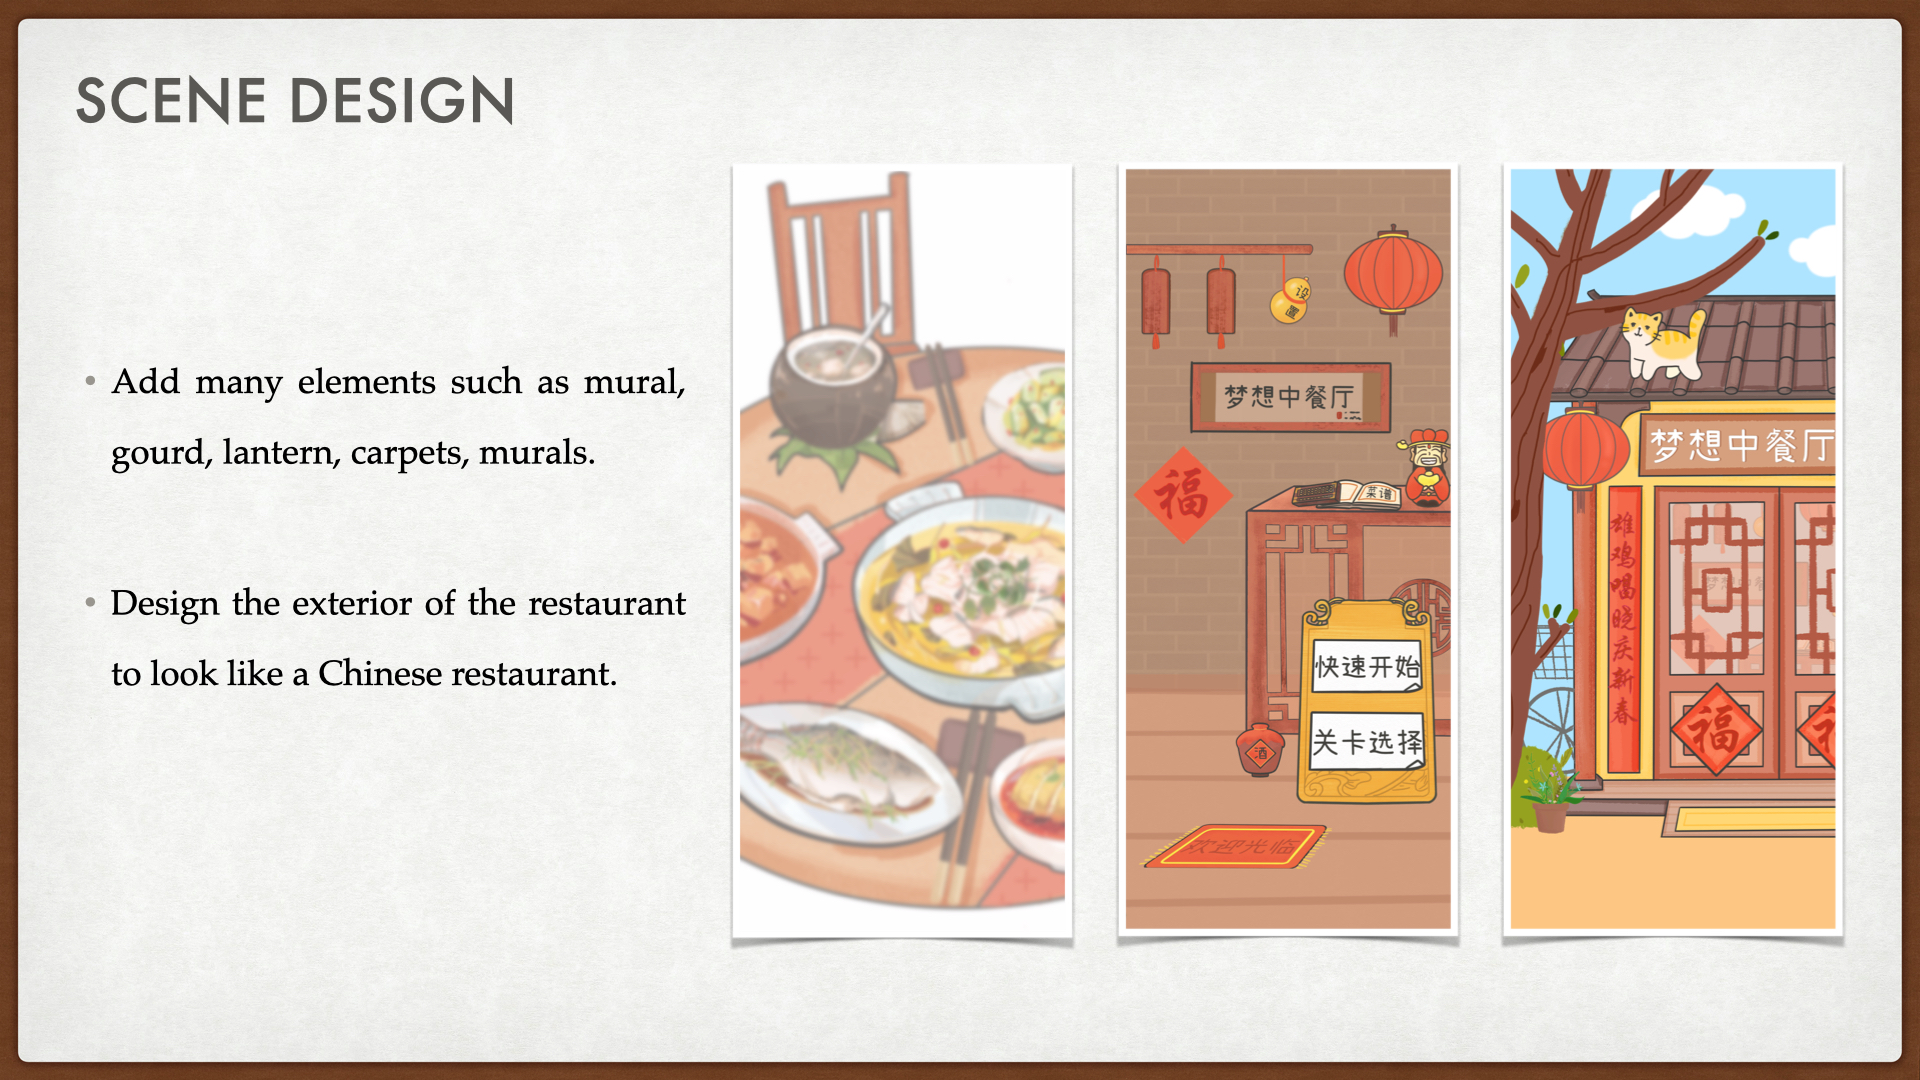 SCENE DESIGN
• Add many elements such as mural,
gourd, lantern, carpets, murals.
• Design the exterior of the restaurant
to look like a Chinese restaurant.
设
置
梦想中餐厅
福
菜谱
快速开始
关卡选择
酒
欢迎光临
梦想中餐厅
雄
鸡
唱
晓
庆
新
春
福